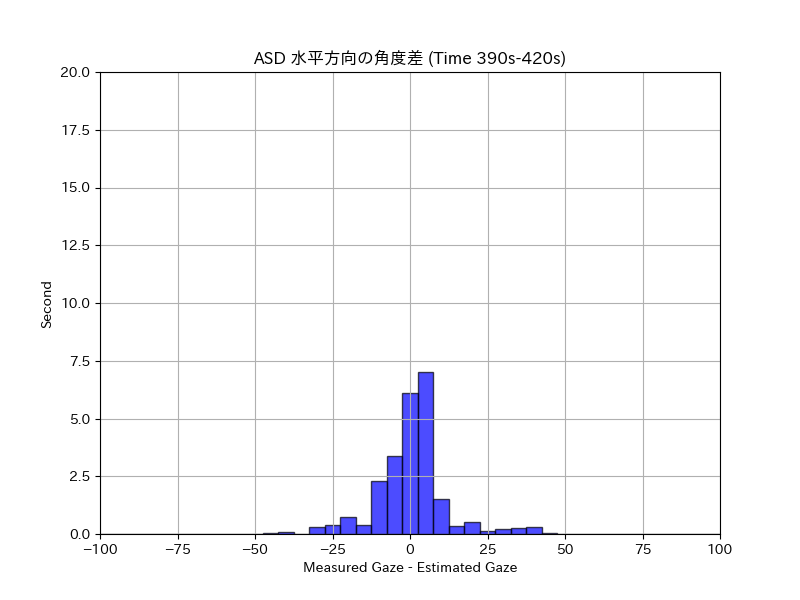 ASD 水平方向の角度差 (Time 390s-420s)
20.0
17.5
15.0
12.5
10.0
7.5
5.0
2.5
0.0
Second
−100 −75 −50 −25 0 25 50 75 100
Measured Gaze - Estimated Gaze